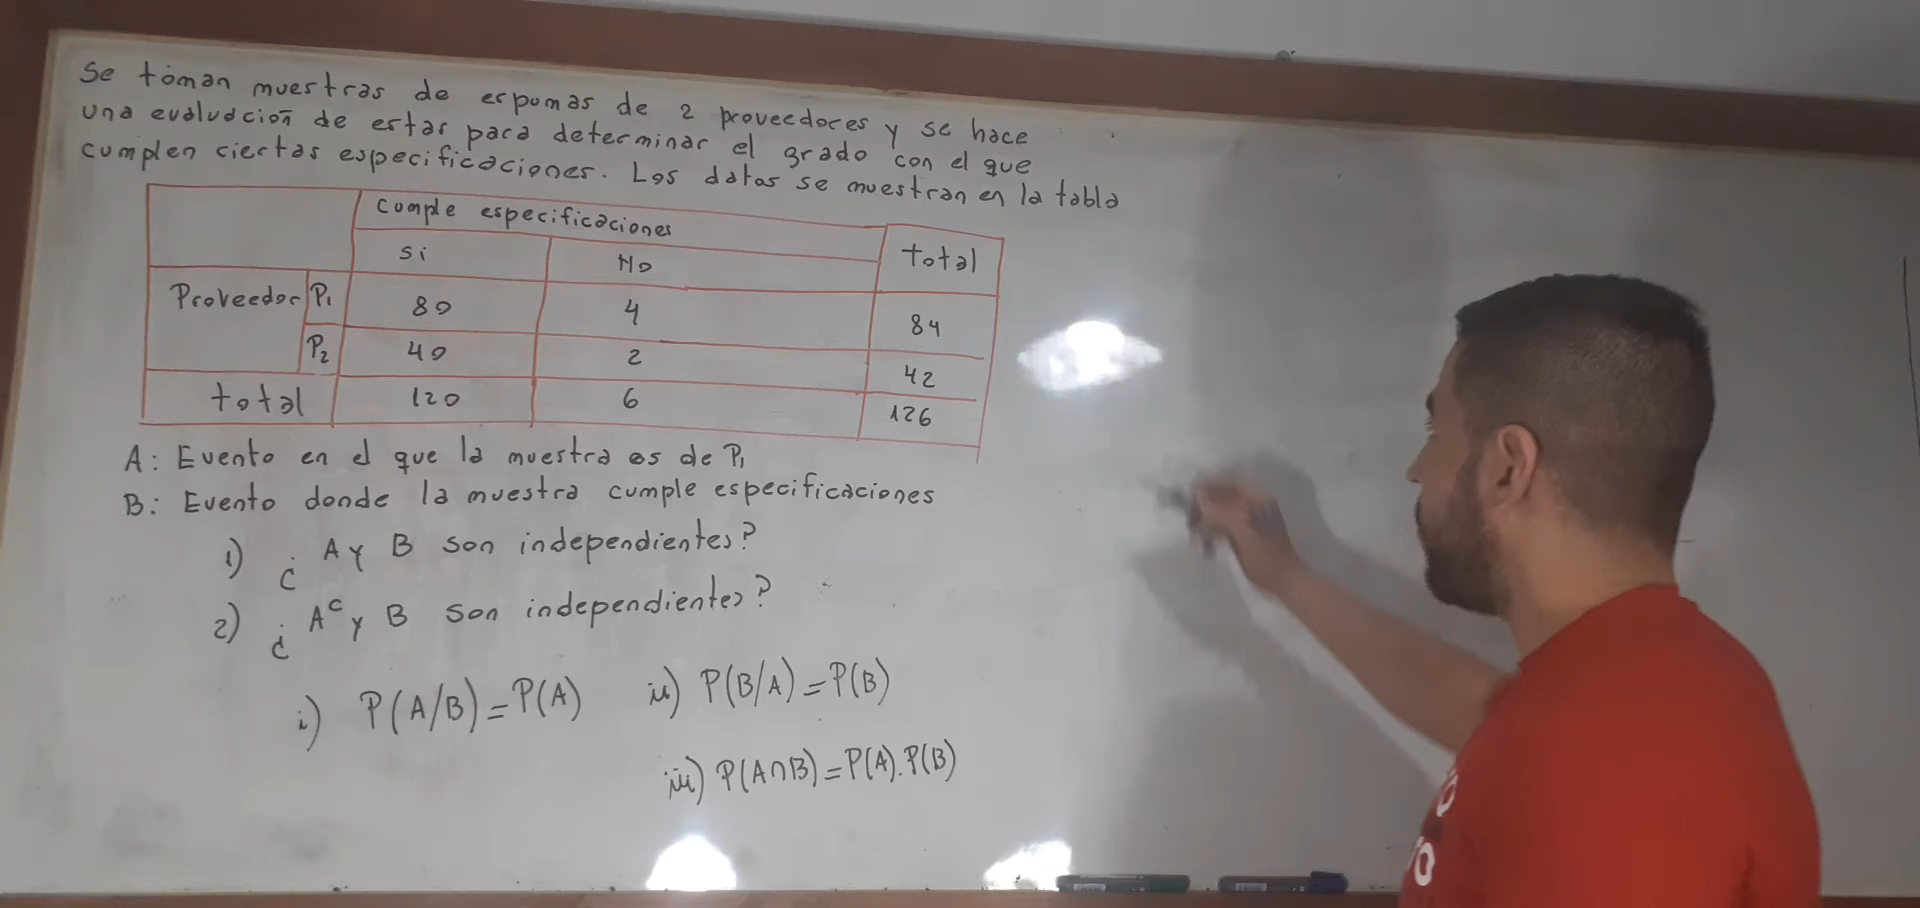 Se toman muestras de espumas de 2 proveedores y se hace
una evaluación de estas para determinar el grado con el que
cumplen ciertas especificaciones. Los datos se muestran en la tabla
cumple especificaciones
si No total
Proveedor P₁ 80 4 84
P₂ 40 2 42
total 120 6 126
A: Evento en el que la muestra es de P₁
B: Evento donde la muestra cumple especificaciones
1) ¿ A y B son independientes?
2) ¿ Aᶜ y B son independientes?
i) P(A/B)=P(A) ii) P(B/A)=P(B)
iii) P(A∩B)=P(A).P(B)